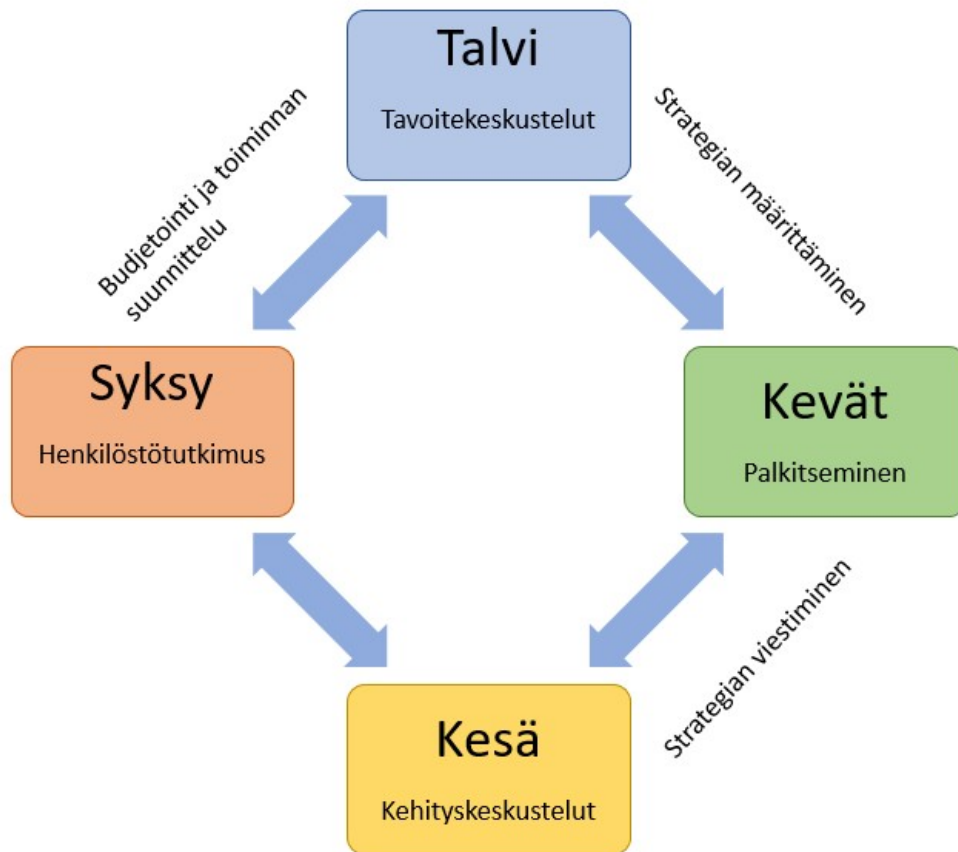 Talvi
Tavoitekeskustelut
Strategian määrittäminen
Budjetointi ja toiminnan
suunnittelu
Syksy
Henkilöstötutkimus
Kevät
Palkitseminen
Strategian viestiminen
Kesä
Kehityskeskustelut